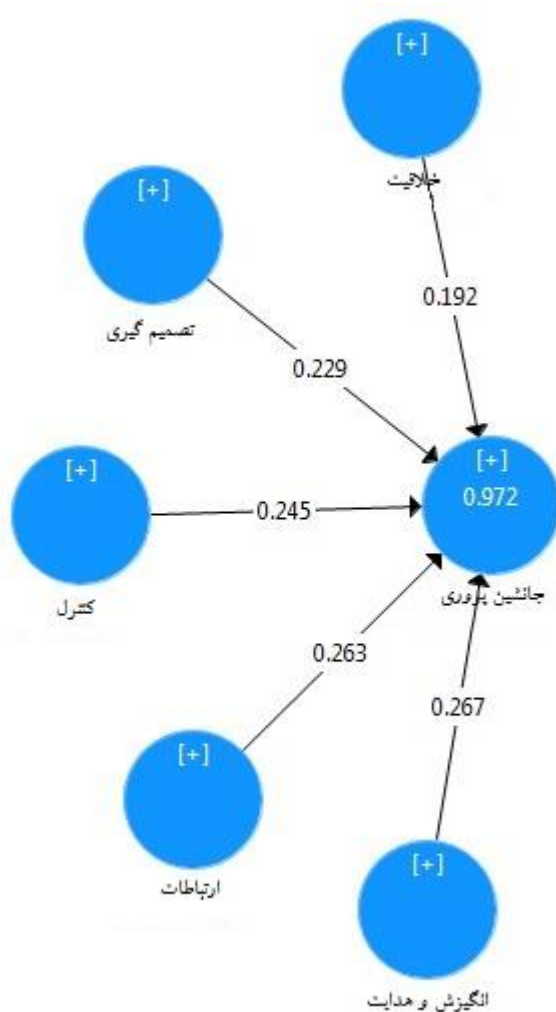 [+]
خلاقیت
[+]
تصمیم گیری
0.192
0.229
[+]
0.972
جانشین پروری
[+]
کنترل
0.245
0.263
0.267
[+]
ارتباطات
[+]
انگیزش و هدایت